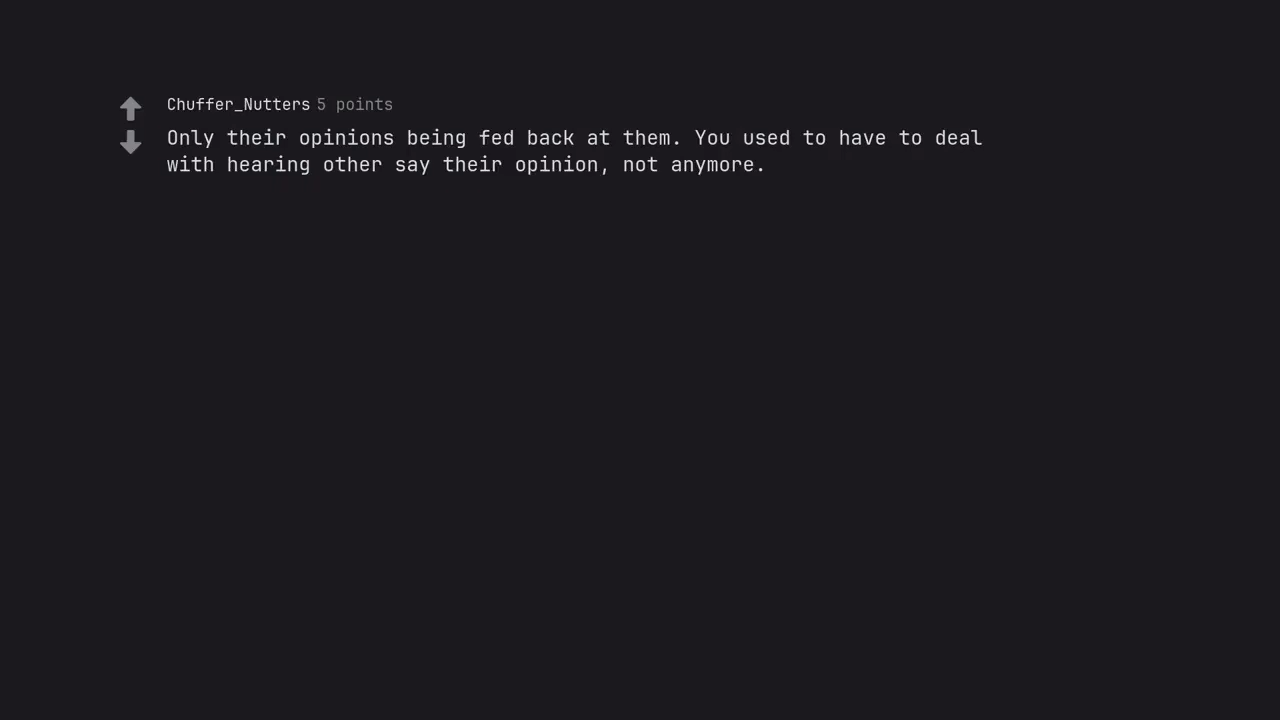 Chuffer_Nutters 5 points
Only their opinions being fed back at them. You used to have to deal
with hearing other say their opinion, not anymore.